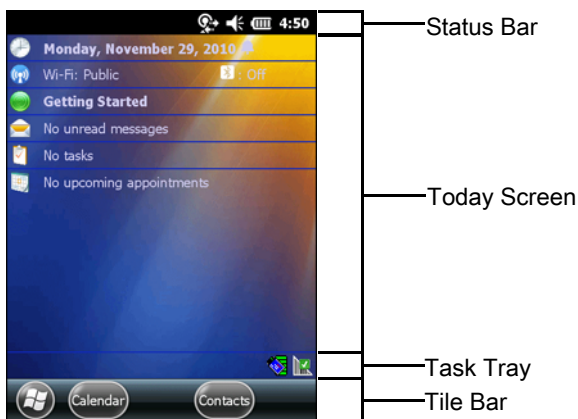 4:50
Status Bar
Monday, November 29, 2010
Wi-Fi: Public : Off
Getting Started
No unread messages
No tasks
No upcoming appointments
Today Screen
Task Tray
Calendar Contacts
Tile Bar